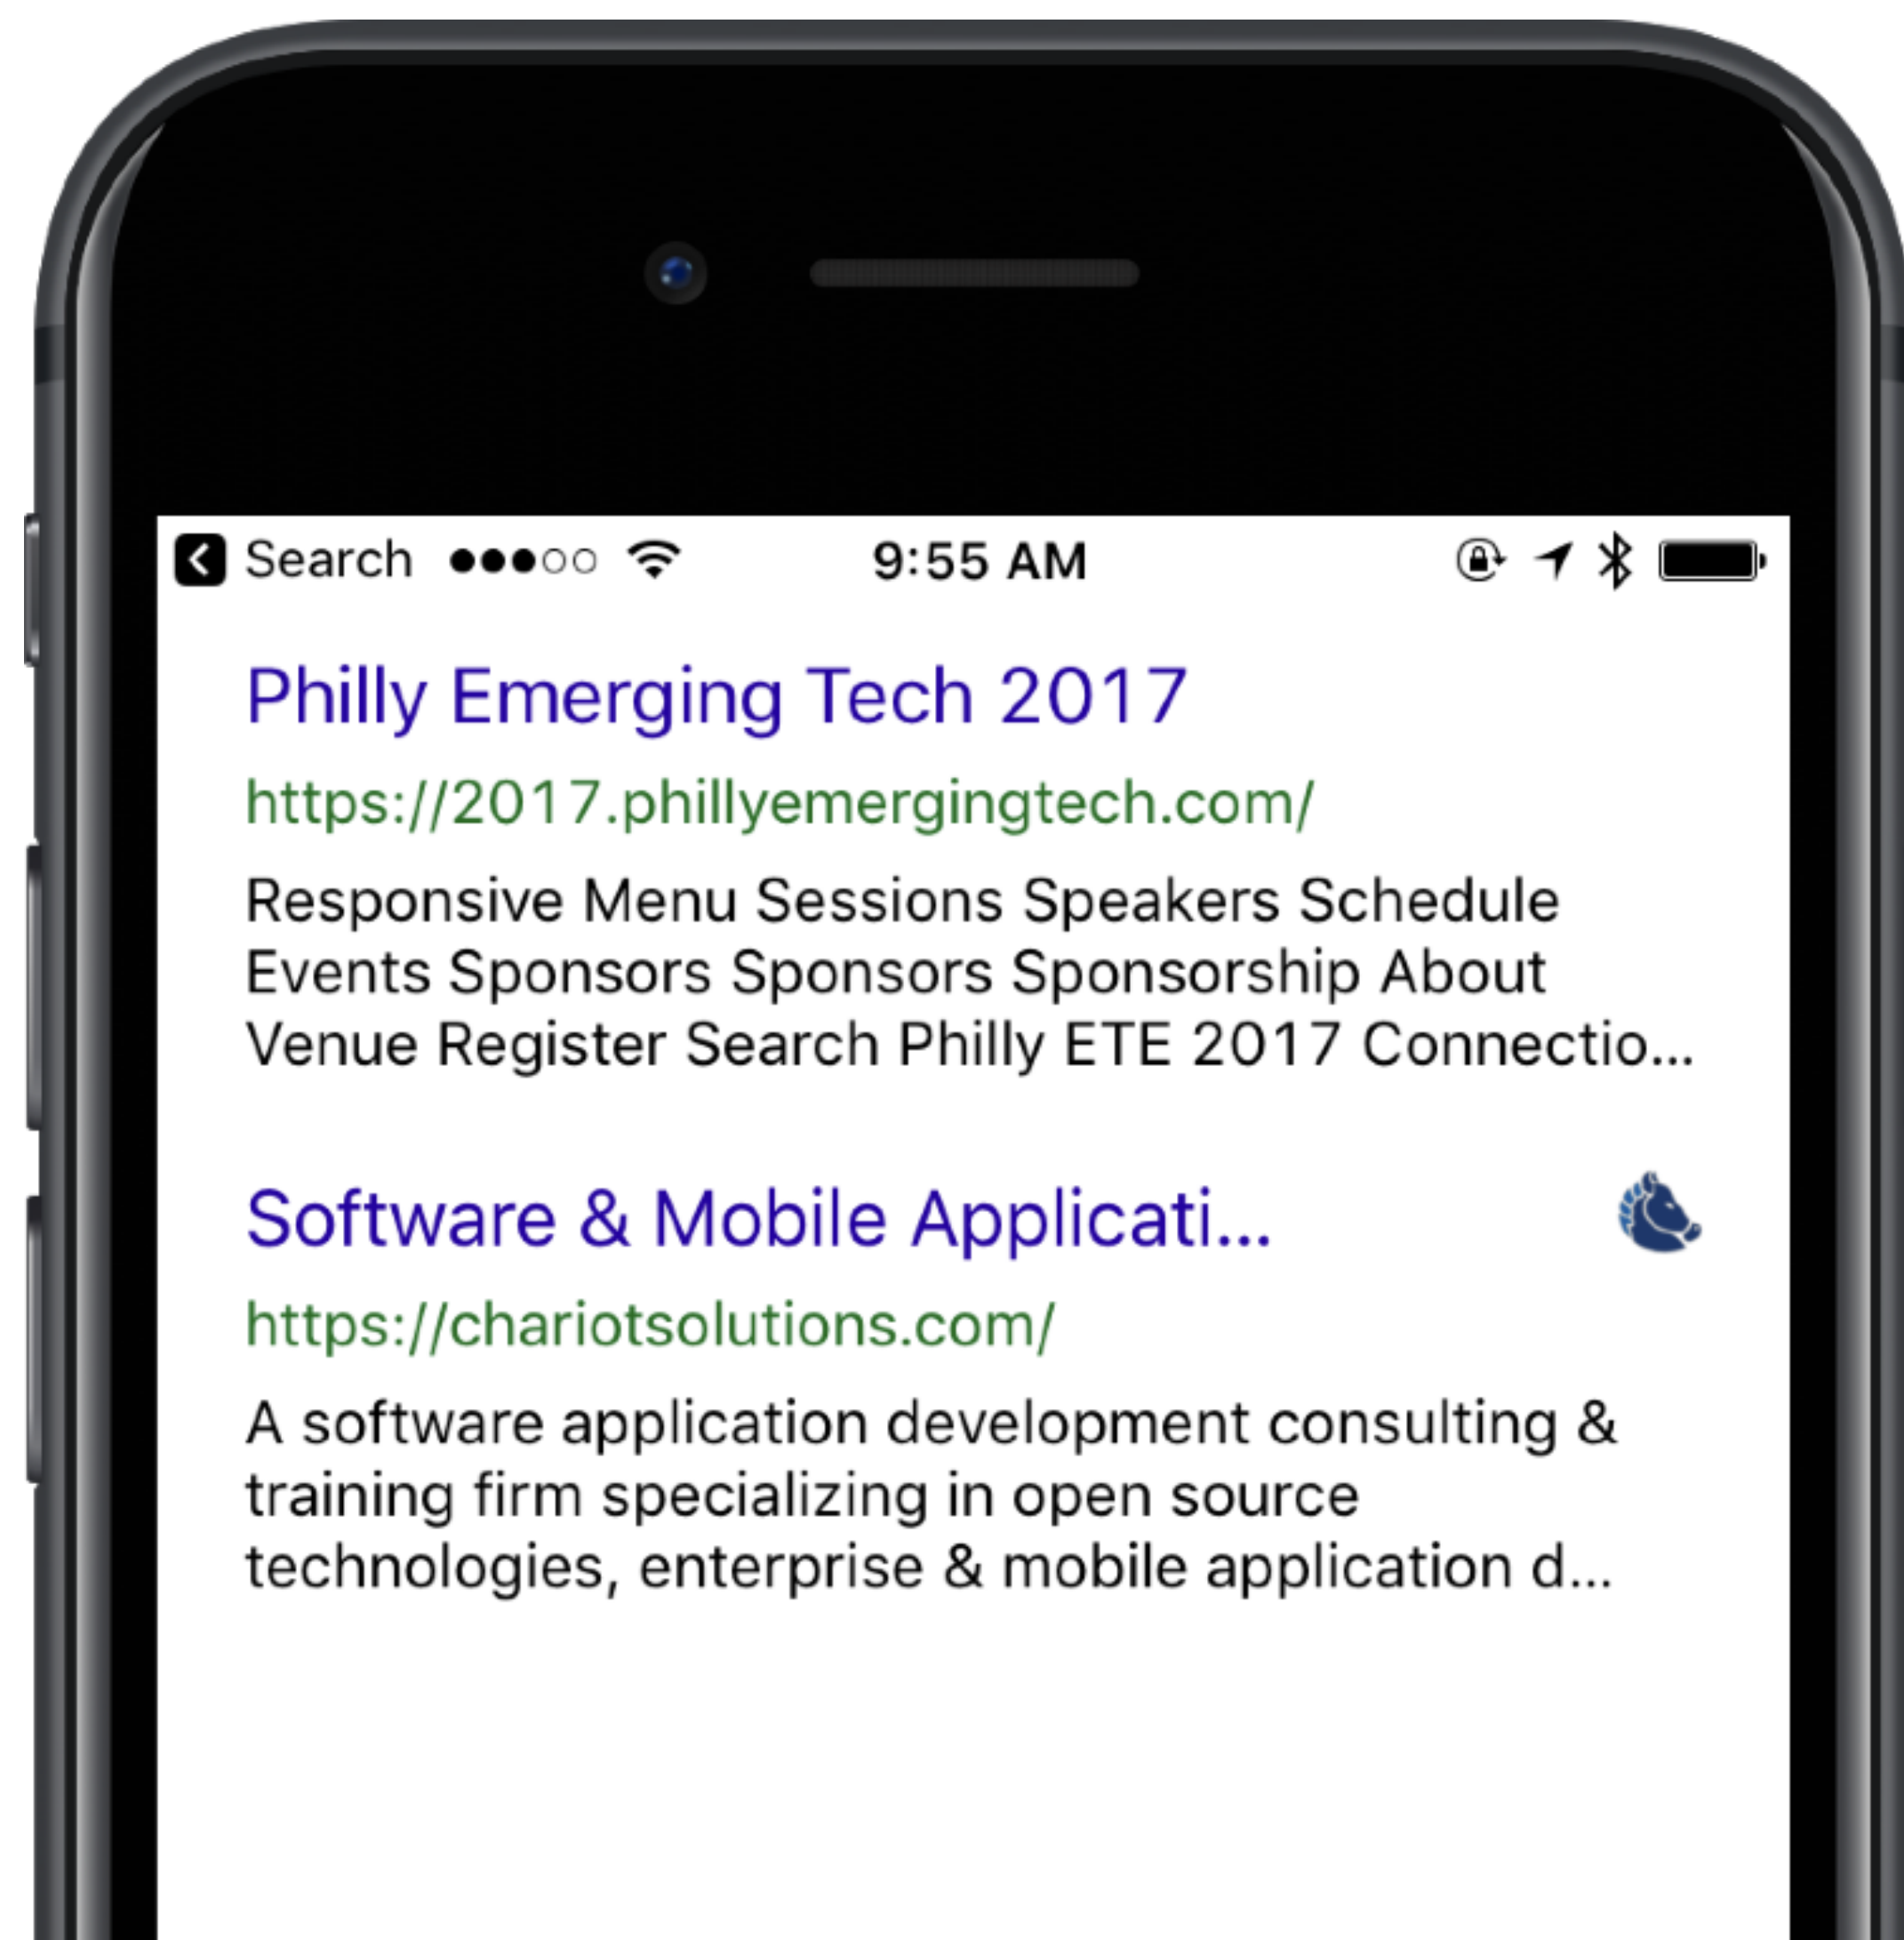 Search 9:55 AM
Philly Emerging Tech 2017
https://2017.phillyemergingtech.com/
Responsive Menu Sessions Speakers Schedule
Events Sponsors Sponsors Sponsorship About
Venue Register Search Philly ETE 2017 Connectio...
Software & Mobile Applicati...
https://chariotsolutions.com/
A software application development consulting &
training firm specializing in open source
technologies, enterprise & mobile application d...